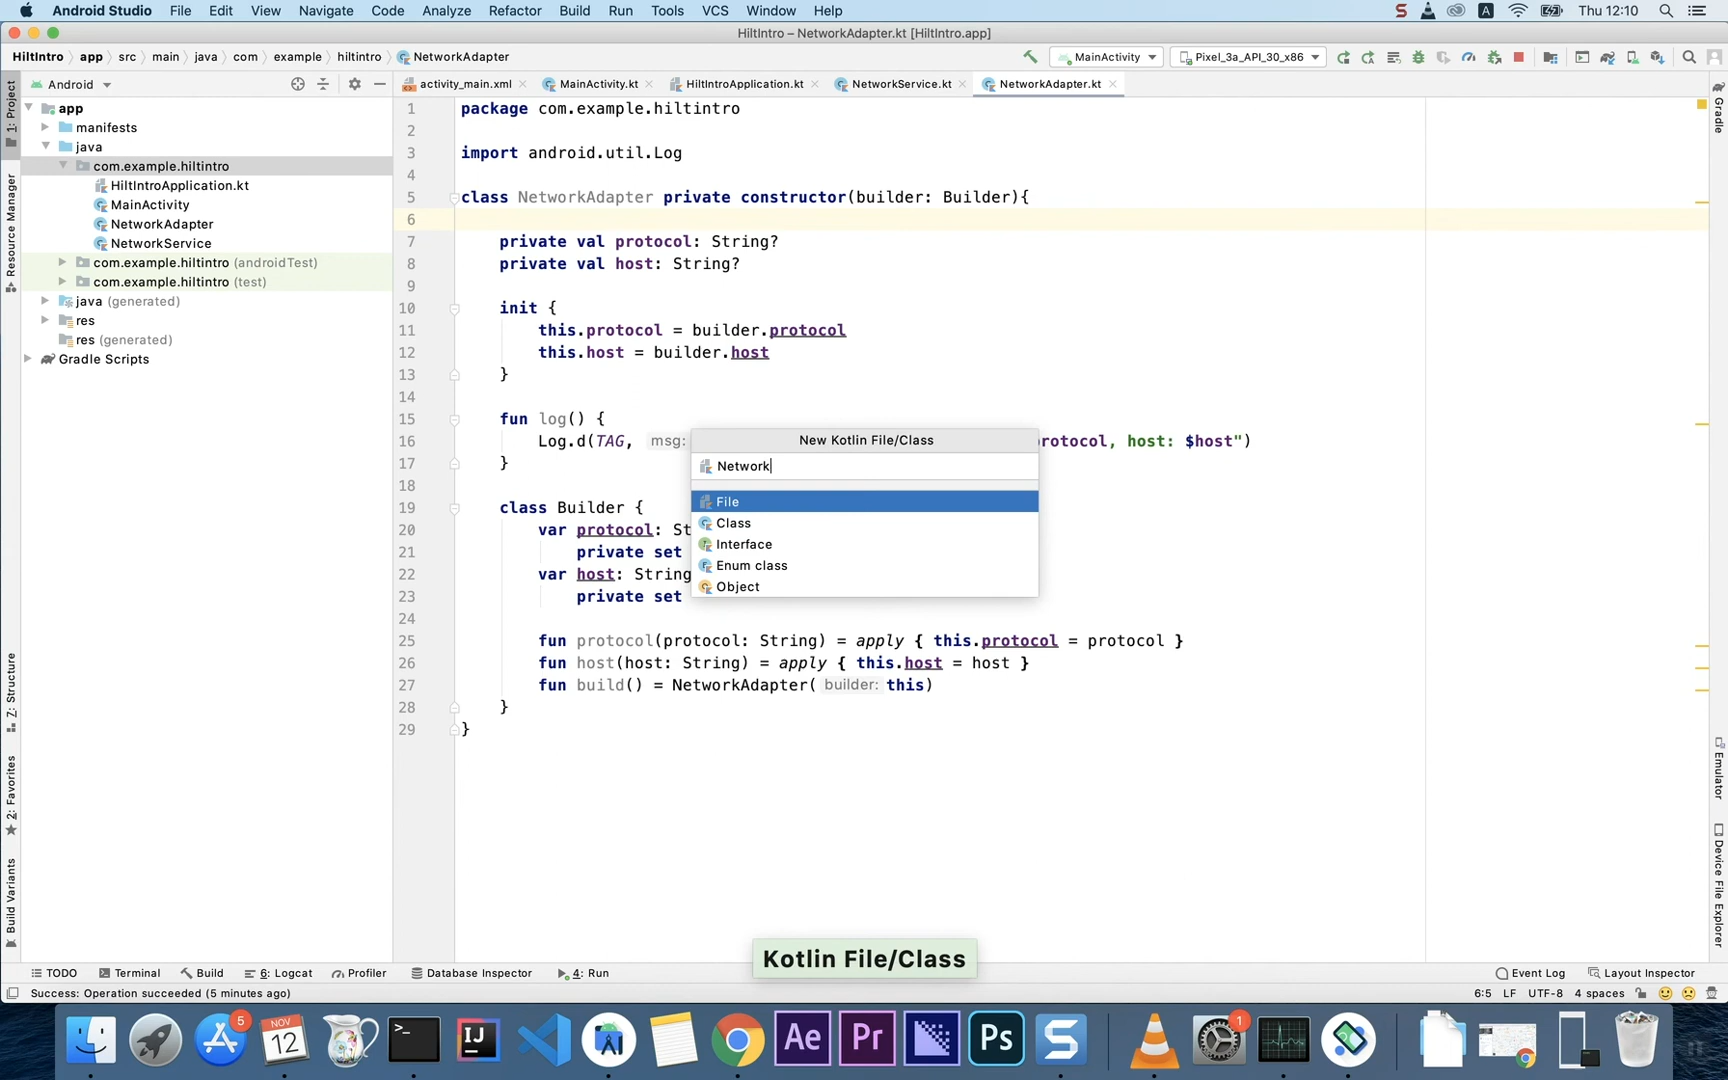 Android Studio File Edit View Navigate Code Analyze Refactor Build Run Tools VCS Window Help Thu 12:10
HiltIntro – NetworkAdapter.kt [HiltIntro.app]
HiltIntro app src main java com example hiltintro NetworkAdapter MainActivity Pixel_3a_API_30_x86
Android activity_main.xml MainActivity.kt HiltIntroApplication.kt NetworkService.kt NetworkAdapter.kt
1: Project
Resource Manager
Z: Structure
2: Favorites
Build Variants
app
manifests
java
com.example.hiltintro
HiltIntroApplication.kt
MainActivity
NetworkAdapter
NetworkService
com.example.hiltintro (androidTest)
com.example.hiltintro (test)
java (generated)
res
res (generated)
Gradle Scripts
1 package com.example.hiltintro
2
3 import android.util.Log
4
5 class NetworkAdapter private constructor(builder: Builder){
6
7 private val protocol: String?
8 private val host: String?
9
10 init {
11 this.protocol = builder.protocol
12 this.host = builder.host
13 }
14
15 fun log() {
16 Log.d(TAG, msg: rotocol, host: $host")
17 }
18
19 class Builder {
20 var protocol: St
21 private set
22 var host: String
23 private set
24
25 fun protocol(protocol: String) = apply { this.protocol = protocol }
26 fun host(host: String) = apply { this.host = host }
27 fun build() = NetworkAdapter( builder: this)
28 }
29 }
New Kotlin File/Class
Network
File
Class
Interface
Enum class
Object
Gradle
Emulator
Device File Explorer
Kotlin File/Class
TODO Terminal Build 6: Logcat Profiler Database Inspector 4: Run Event Log Layout Inspector
Success: Operation succeeded (5 minutes ago) 6:5 LF UTF-8 4 spaces
5 NOV 12 >_ IJ Ae Pr Ps S 1